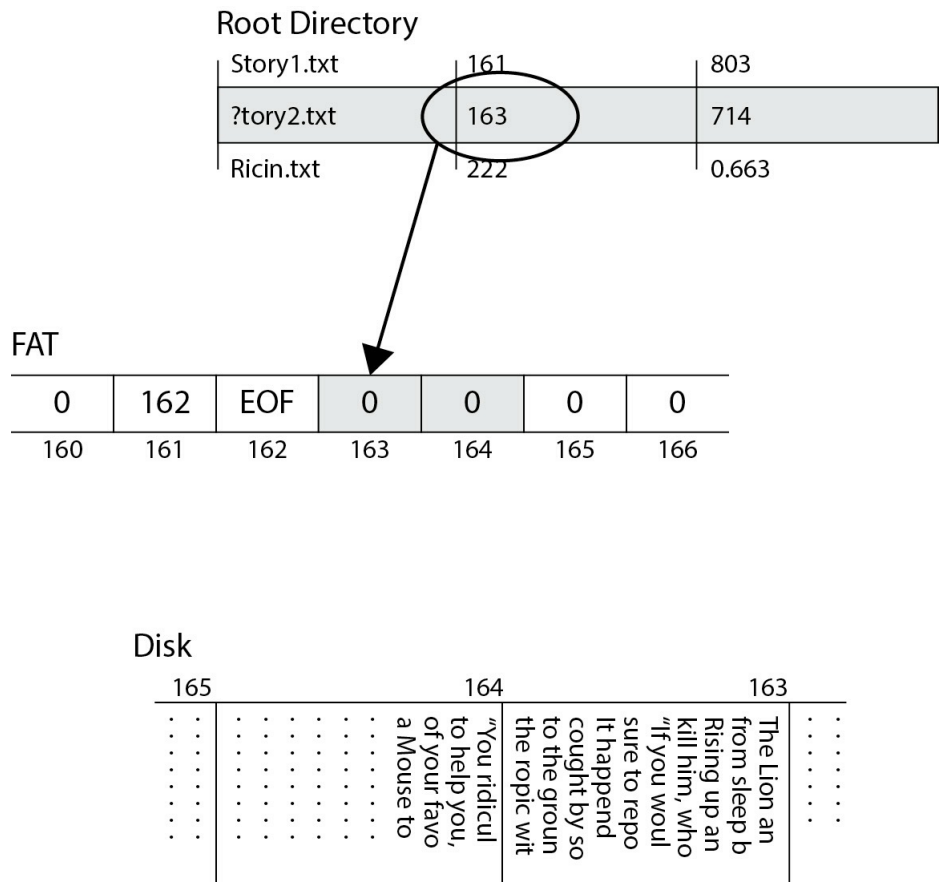 Root Directory
Story1.txt 161 803
?tory2.txt 163 714
Ricin.txt 222 0.663
FAT
0 162 EOF 0 0 0 0
160 161 162 163 164 165 166
Disk
165 164 163
The Lion an
from sleep b
Rising up an
kill him, who
"If you woul
sure to repo
It happend
cought by so
to the groun
the ropic wit
"You ridicul
to help you,
of your favo
a Mouse to